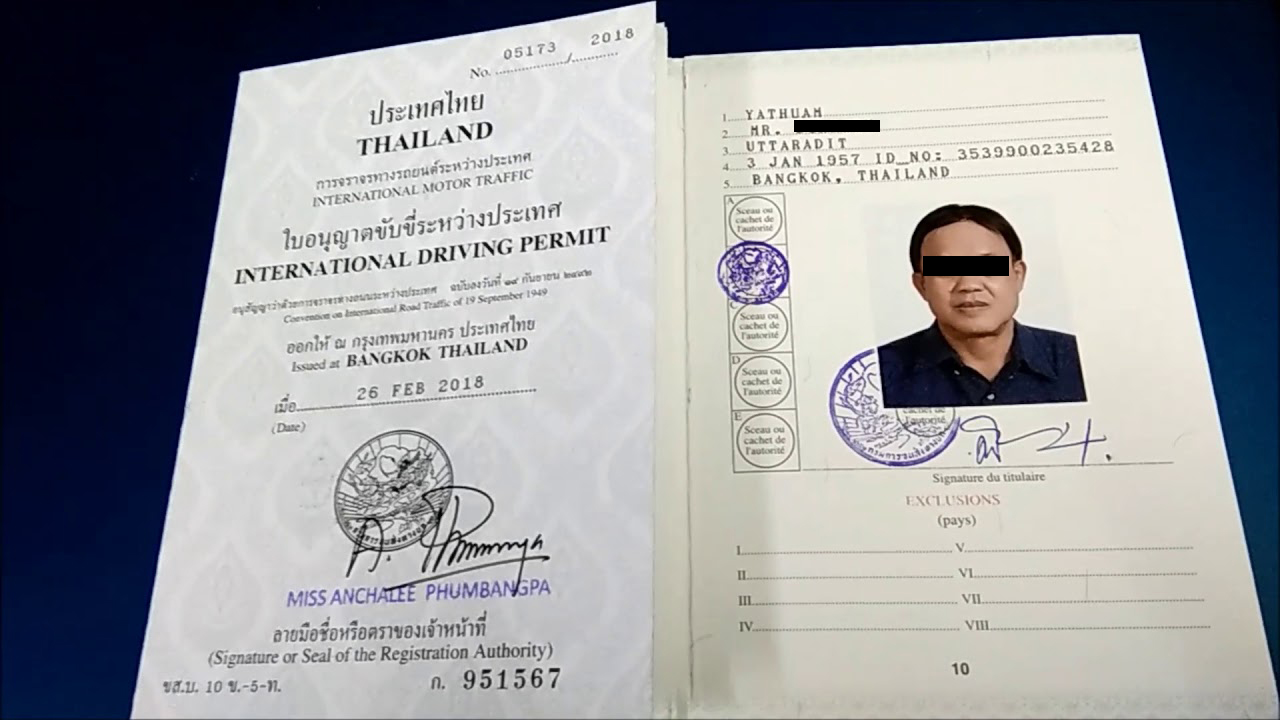 No. 05173 / 2018
ประเทศไทย
THAILAND
การจราจรทางรถยนต์ระหว่างประเทศ
INTERNATIONAL MOTOR TRAFFIC
ใบอนุญาตขับขี่ระหว่างประเทศ
INTERNATIONAL DRIVING PERMIT
อนุสัญญาว่าด้วยการจราจรทางถนนระหว่างประเทศ ฉบับลงวันที่ ๑๙ กันยายน ๒๔๙๒
Convention on International Road Traffic of 19 September 1949
ออกให้ ณ กรุงเทพมหานคร ประเทศไทย
Issued at BANGKOK THAILAND
เมื่อ 26 FEB 2018
(Date)
MISS ANCHALEE PHUMBANGPA
ลายมือชื่อหรือตราของเจ้าหน้าที่
(Signature or Seal of the Registration Authority)
ขส.บ. 10 ข.-5-ท. ก. 951567
1. YATHUAM
2. MR.
3. UTTARADIT
4. 3 JAN 1957 ID NO: 3539900235428
5. BANGKOK, THAILAND
A
Sceau ou
cachet de
l'autorité
C
Sceau ou
cachet de
l'autorité
D
Sceau ou
cachet de
l'autorité
E
Sceau ou
cachet de
l'autorité
cachet de
l'autorité
Signature du titulaire
EXCLUSIONS
(pays)
I. V.
II. VI.
III. VII.
IV. VIII.
10